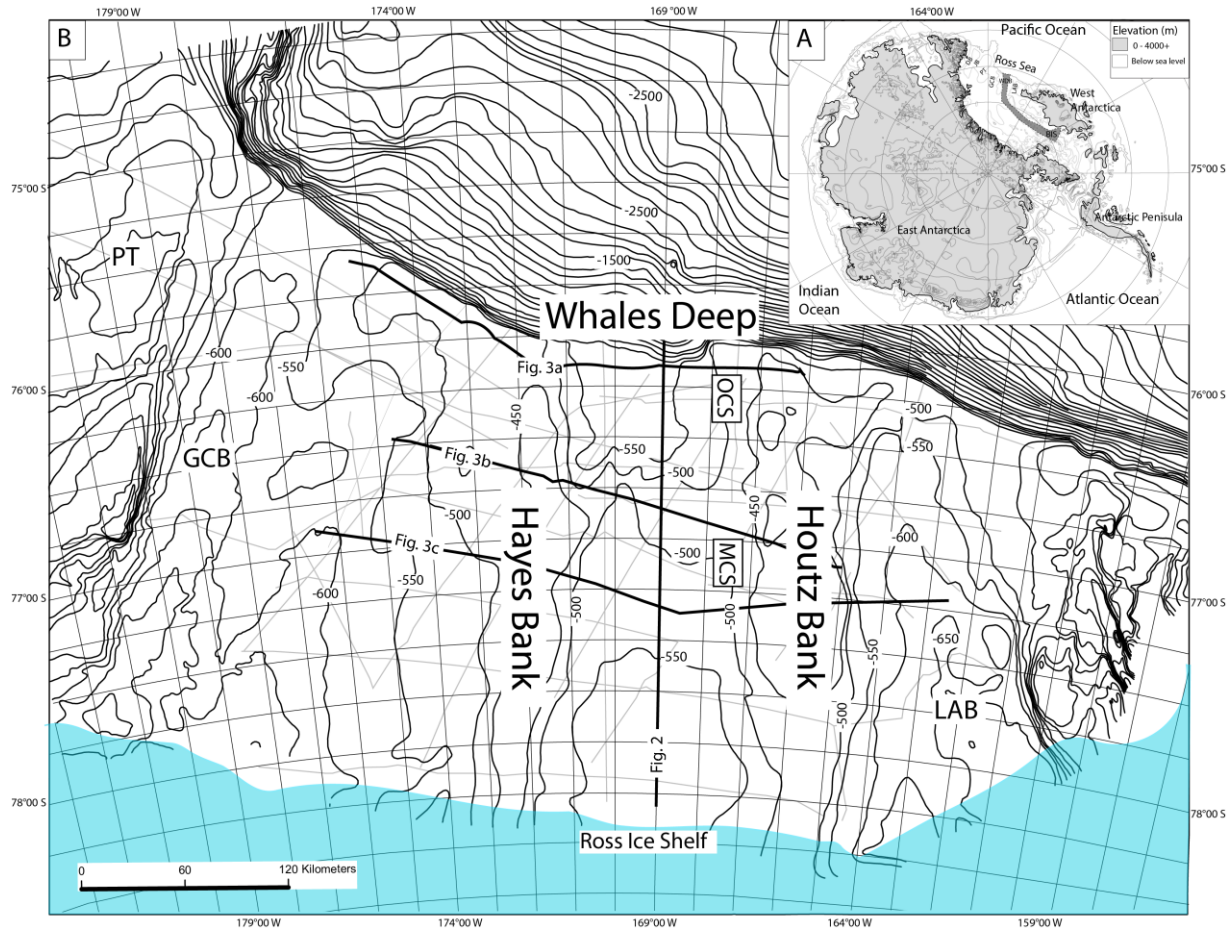 179°00' W
169°00' W
164°00' W
B
A
Pacific Ocean
Elevation (m)
0 - 4000+
Below sea level
Ross Sea
West
Antarctica
RIS
East Antarctica
Antarctic Penisula
Indian
Ocean
Atlantic Ocean
75°00' S
75°00' S
-2500
-2500
-1500
PT
Whales Deep
-600
-550
-600
Fig. 3a
OCS
76°00' S
76°00' S
-450
-500
-550
GCB
Fig. 3b
-550
-500
-450
-500
Hayes Bank
Houtz Bank
Fig. 3c
-500
MCS
-600
-550
-600
-500
-500
77°00' S
77°00' S
-550
-550
-650
-500
LAB
Fig. 2
78°00' S
78°00' S
Ross Ice Shelf
0
60
120 Kilometers
179°00' W
174°00' W
169°00' W
164°00' W
159°00' W